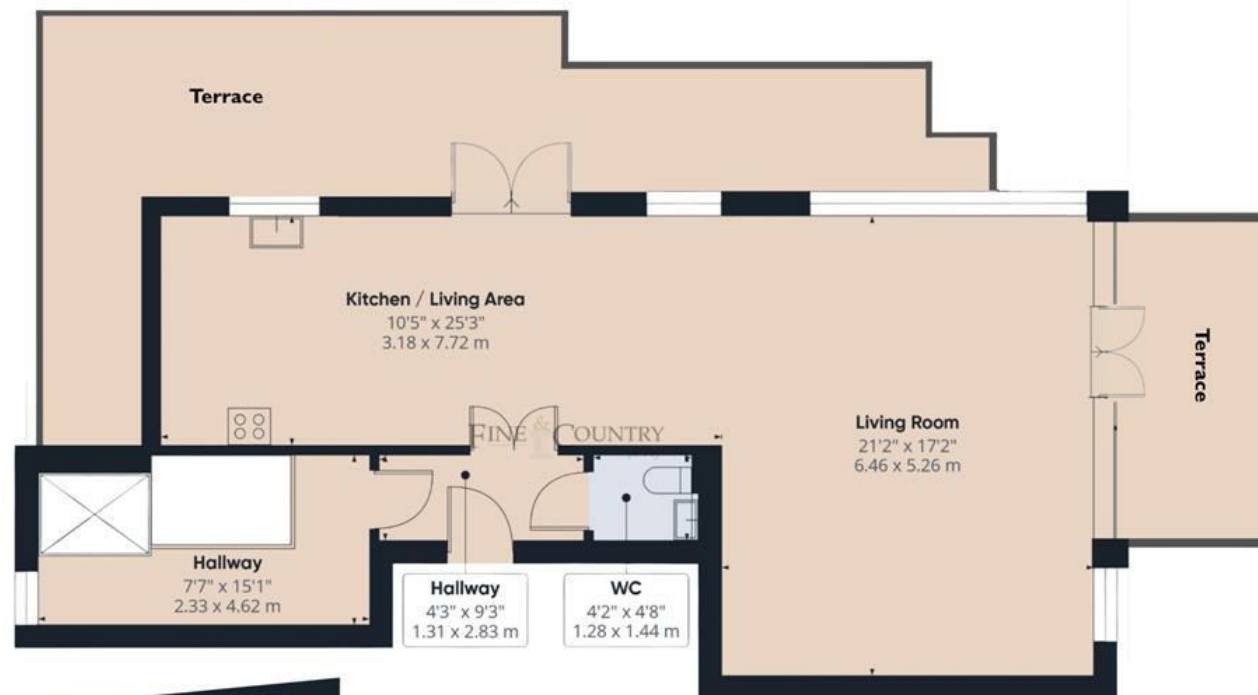 Terrace
Kitchen / Living Area
10'5" x 25'3"
3.18 x 7.72 m
Terrace
FINE & COUNTRY
Living Room
21'2" x 17'2"
6.46 x 5.26 m
Hallway
7'7" x 15'1"
2.33 x 4.62 m
Hallway
4'3" x 9'3"
1.31 x 2.83 m
WC
4'2" x 4'8"
1.28 x 1.44 m